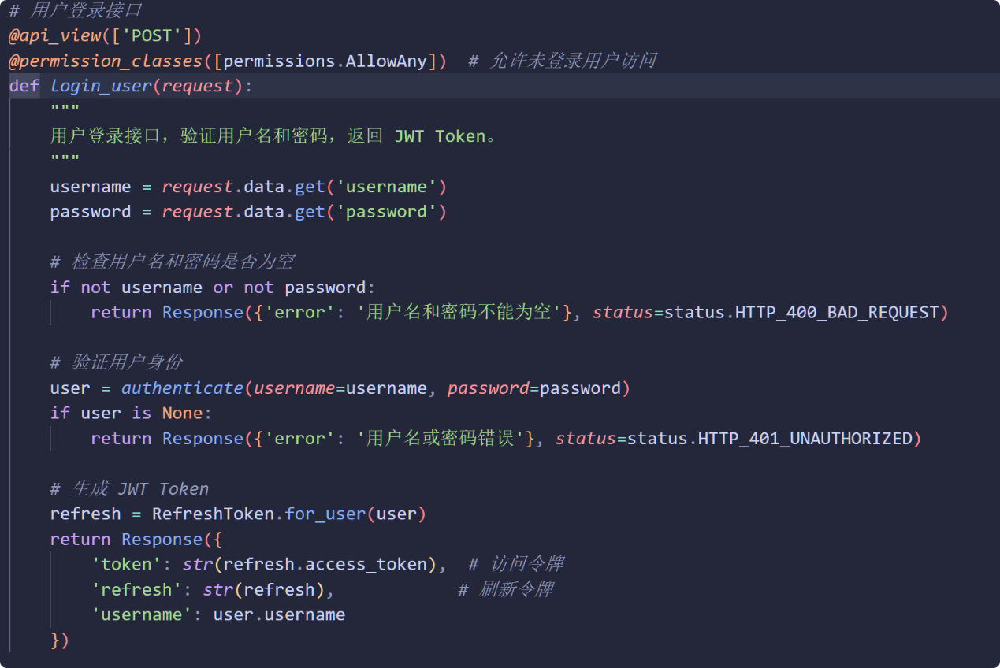 # 用户登录接口
@api_view(['POST'])
@permission_classes([permissions.AllowAny])  # 允许未登录用户访问
def login_user(request):
    """
    用户登录接口，验证用户名和密码，返回 JWT Token。
    """
    username = request.data.get('username')
    password = request.data.get('password')

    # 检查用户名和密码是否为空
    if not username or not password:
        return Response({'error': '用户名和密码不能为空'}, status=status.HTTP_400_BAD_REQUEST)

    # 验证用户身份
    user = authenticate(username=username, password=password)
    if user is None:
        return Response({'error': '用户名或密码错误'}, status=status.HTTP_401_UNAUTHORIZED)

    # 生成 JWT Token
    refresh = RefreshToken.for_user(user)
    return Response({
        'token': str(refresh.access_token),  # 访问令牌
        'refresh': str(refresh),            # 刷新令牌
        'username': user.username
    })